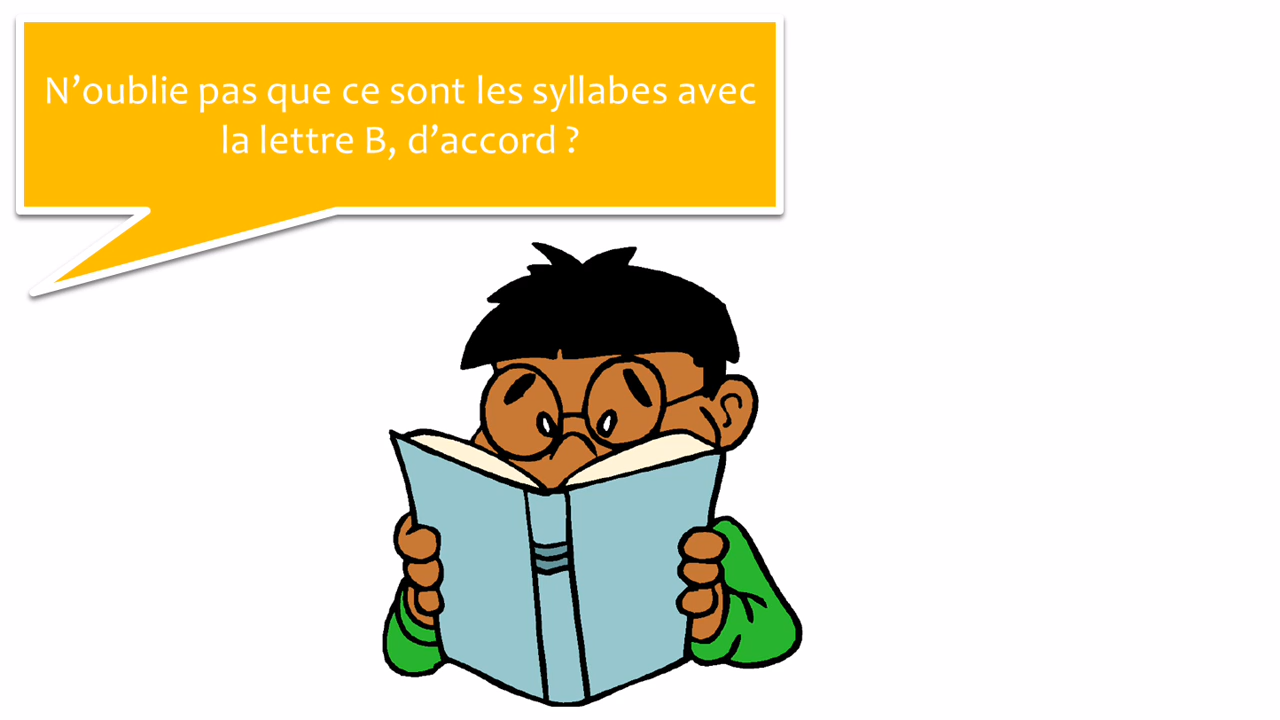 N’oublie pas que ce sont les syllabes avec
la lettre B, d’accord ?